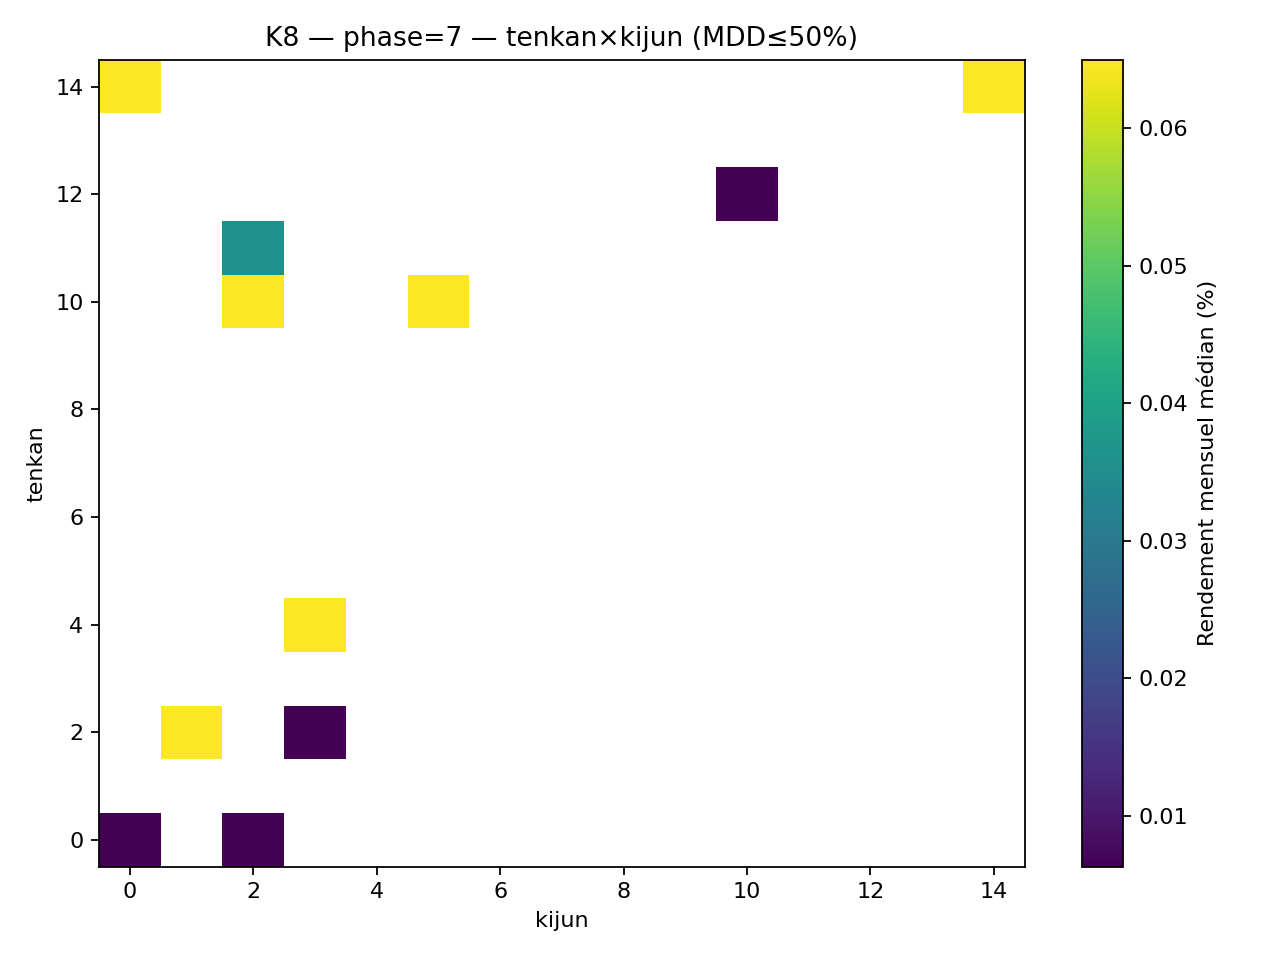 K8 — phase=7 — tenkan×kijun (MDD≤50%)
14
12
10
8
6
4
2
0
tenkan
0 2 4 6 8 10 12 14
kijun
0.06
0.05
0.04
0.03
0.02
0.01
Rendement mensuel médian (%)